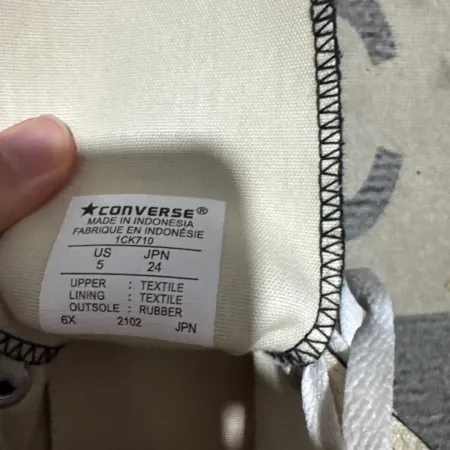 ★CONVERSE®
MADE IN INDONESIA
FABRIQUE EN INDONÉSIE
1CK710
US JPN
5 24
UPPER : TEXTILE
LINING : TEXTILE
OUTSOLE : RUBBER
6X 2102 JPN